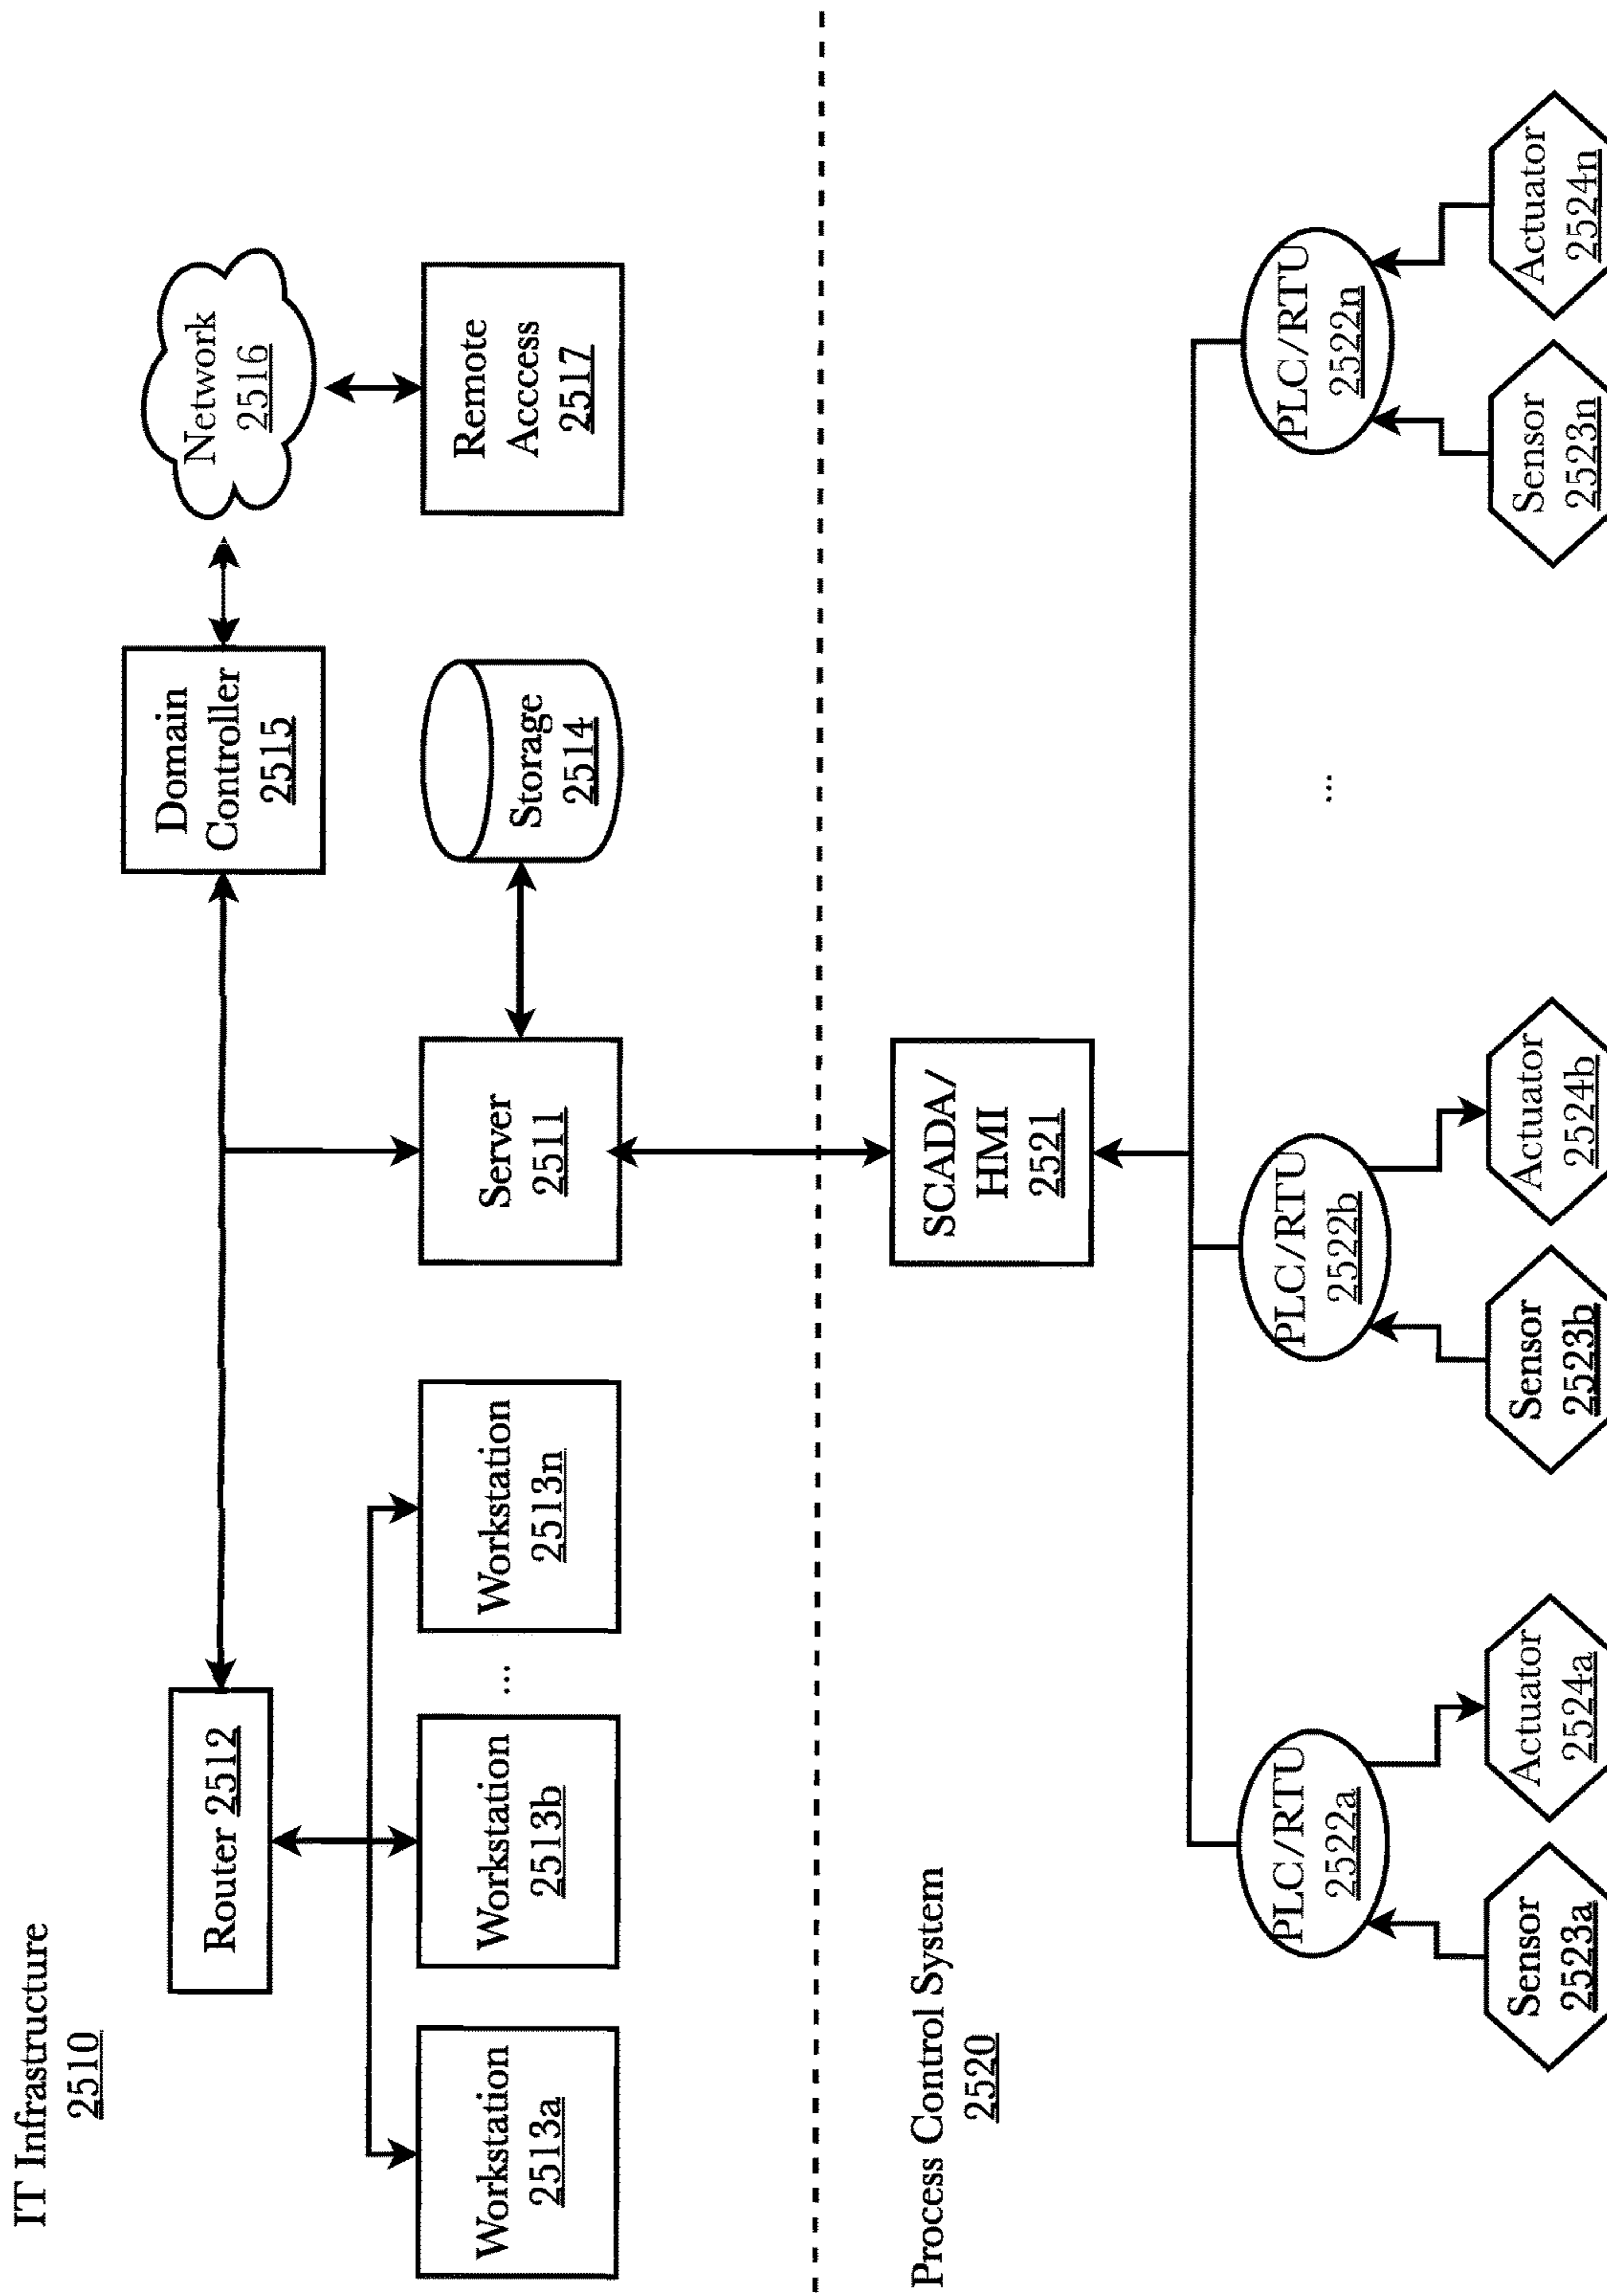 IT Infrastructure
2510
Router 2512
Domain
Controller
2515
Network
2516
Workstation
2513a
Workstation
2513b
...
Workstation
2513n
Server
2511
Storage
2514
Remote
Acccess
2517
Process Control System
2520
SCADA/
HMI
2521
PLC/RTU
2522a
PLC/RTU
2522b
...
PLC/RTU
2522n
Sensor
2523a
Actuator
2524a
Sensor
2523b
Actuator
2524b
Sensor
2523n
Actuator
2524n